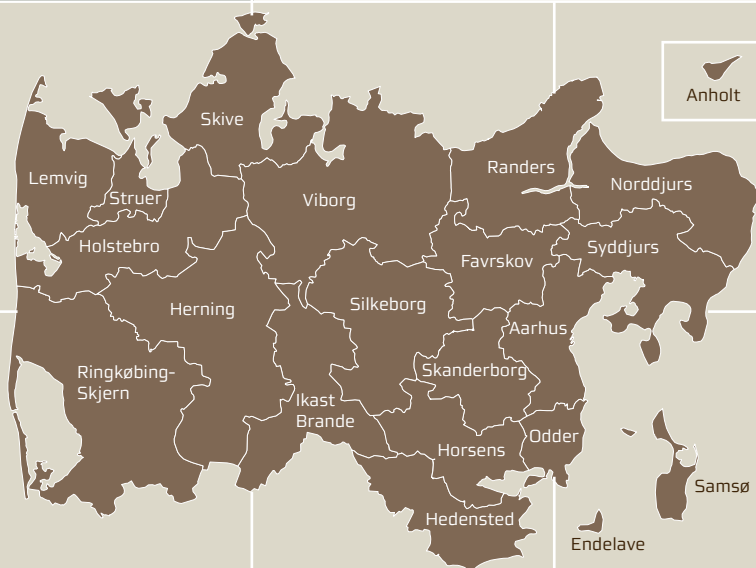 Anholt
Skive
Randers
Lemvig
Struer
Viborg
Norddjurs
Holstebro
Favrskov
Syddjurs
Herning
Silkeborg
Aarhus
Ringkøbing-
Skjern
Skanderborg
Ikast
Brande
Horsens
Odder
Samsø
Hedensted
Endelave